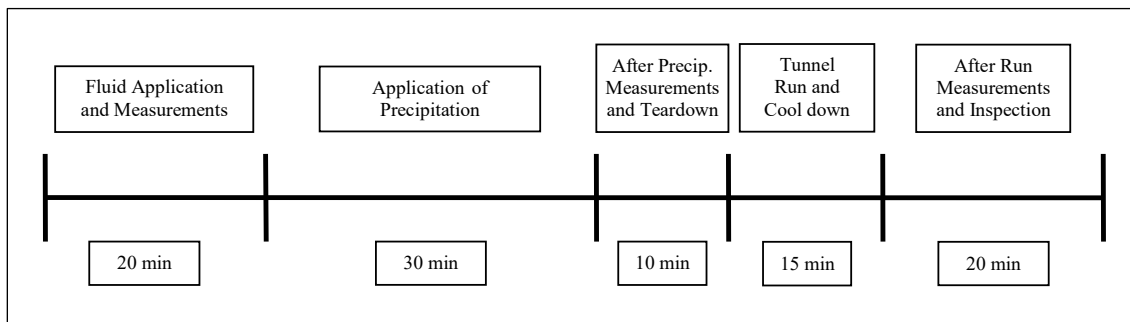 Fluid Application
and Measurements
Application of
Precipitation
After Precip.
Measurements
and Teardown
Tunnel
Run and
Cool down
After Run
Measurements
and Inspection
20 min
30 min
10 min
15 min
20 min